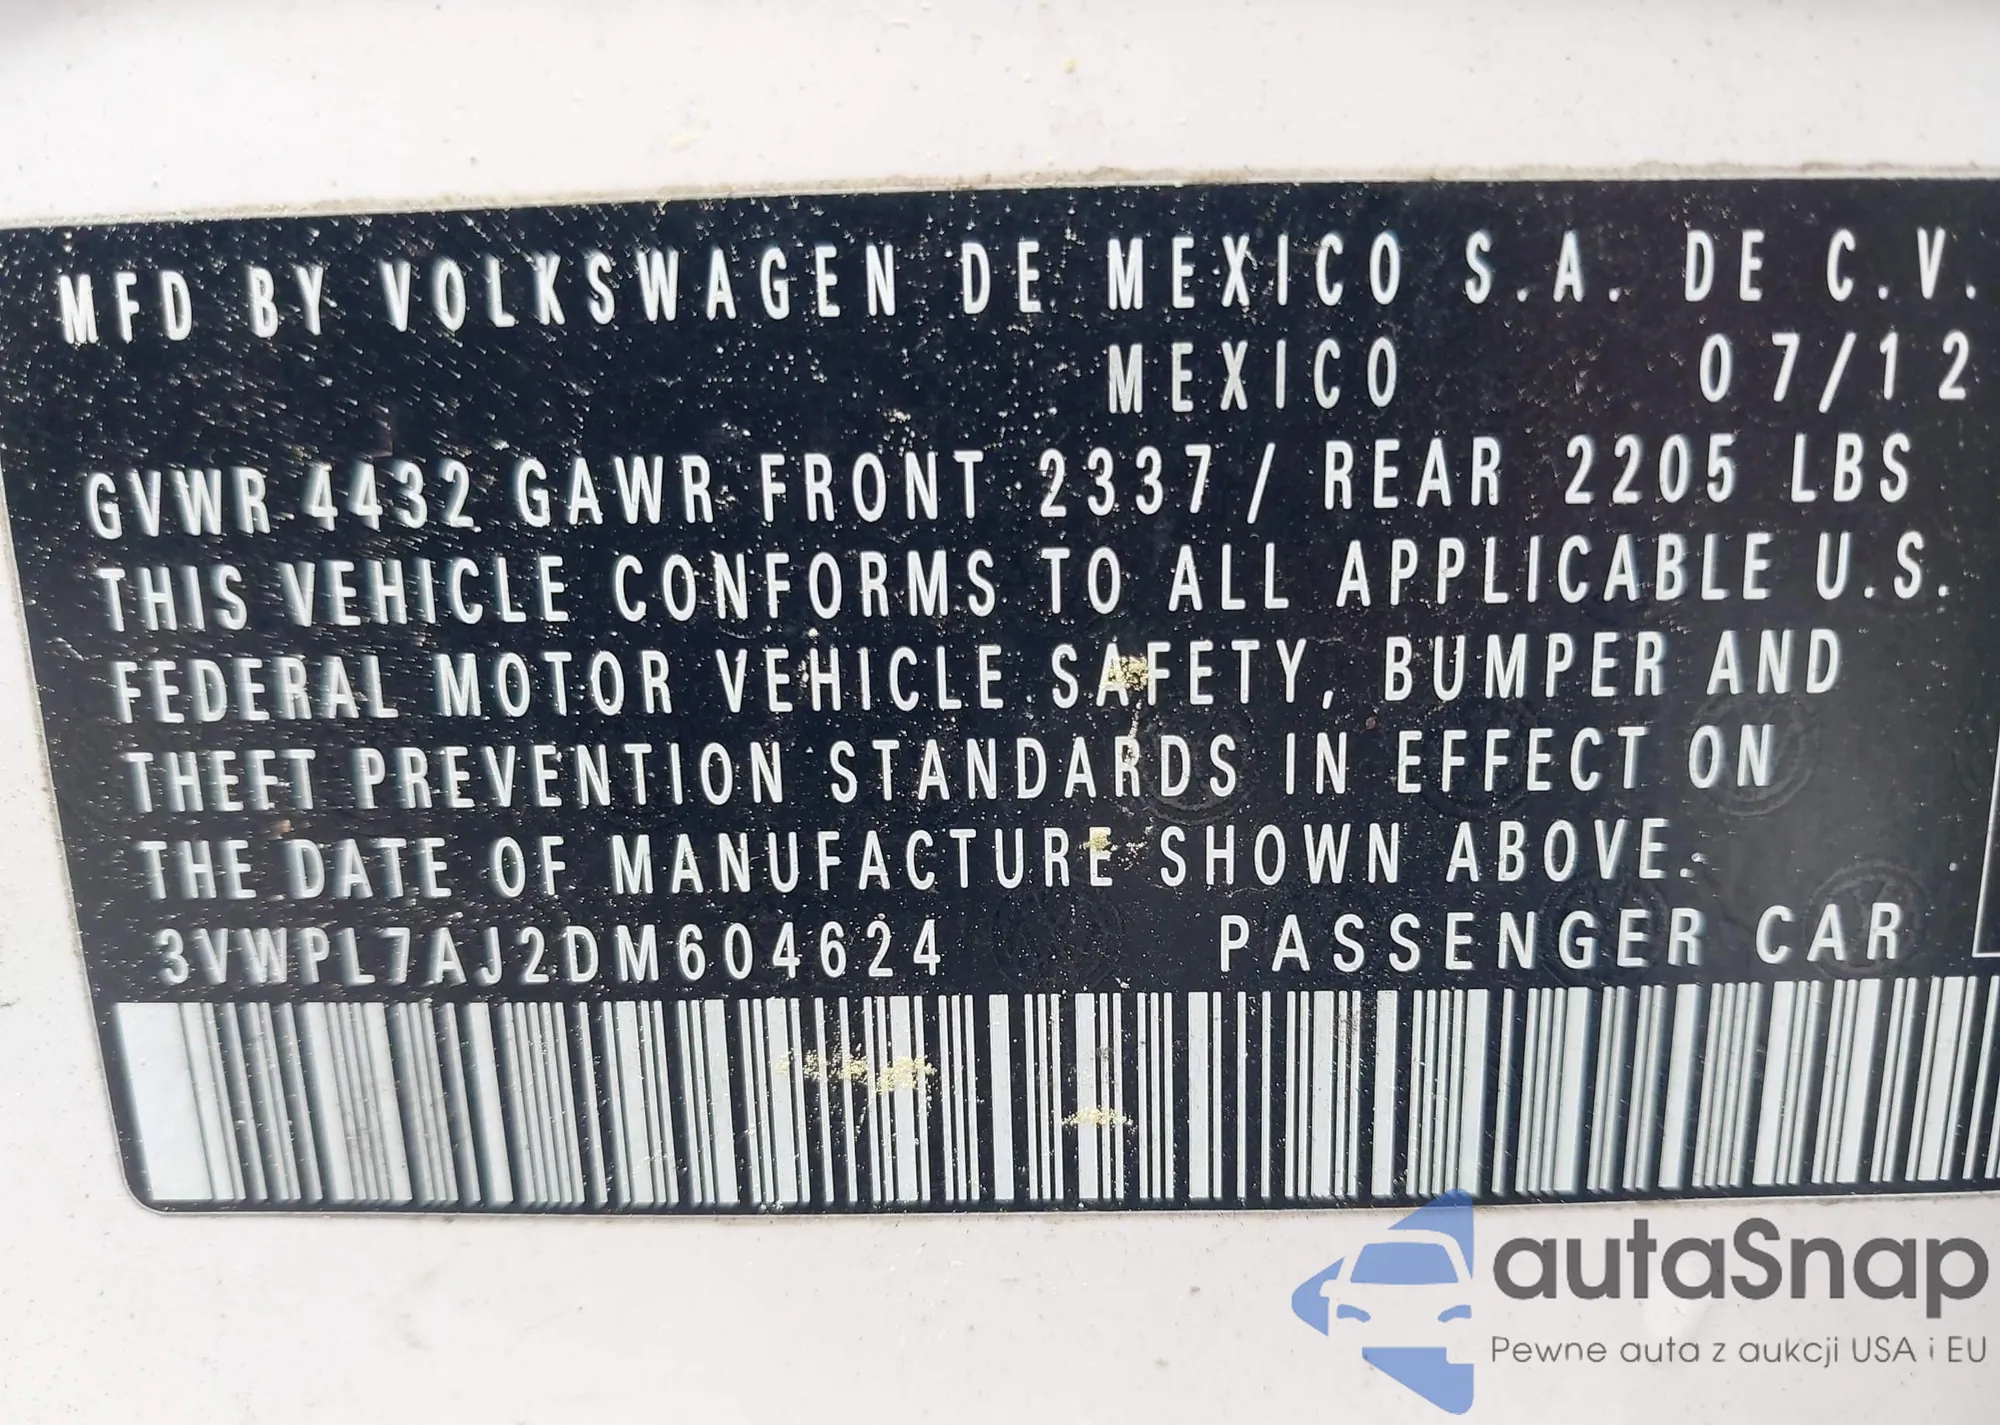 MFD BY VOLKSWAGEN DE MEXICO S.A. DE C.V.
MEXICO 07/12
GVWR 4432 GAWR FRONT 2337 / REAR 2205 LBS
THIS VEHICLE CONFORMS TO ALL APPLICABLE U.S.
FEDERAL MOTOR VEHICLE SAFETY, BUMPER AND
THEFT PREVENTION STANDARDS IN EFFECT ON
THE DATE OF MANUFACTURE SHOWN ABOVE.
3VWPL7AJ2DM604624 PASSENGER CAR
autaSnap
Pewne auta z aukcji USA i EU